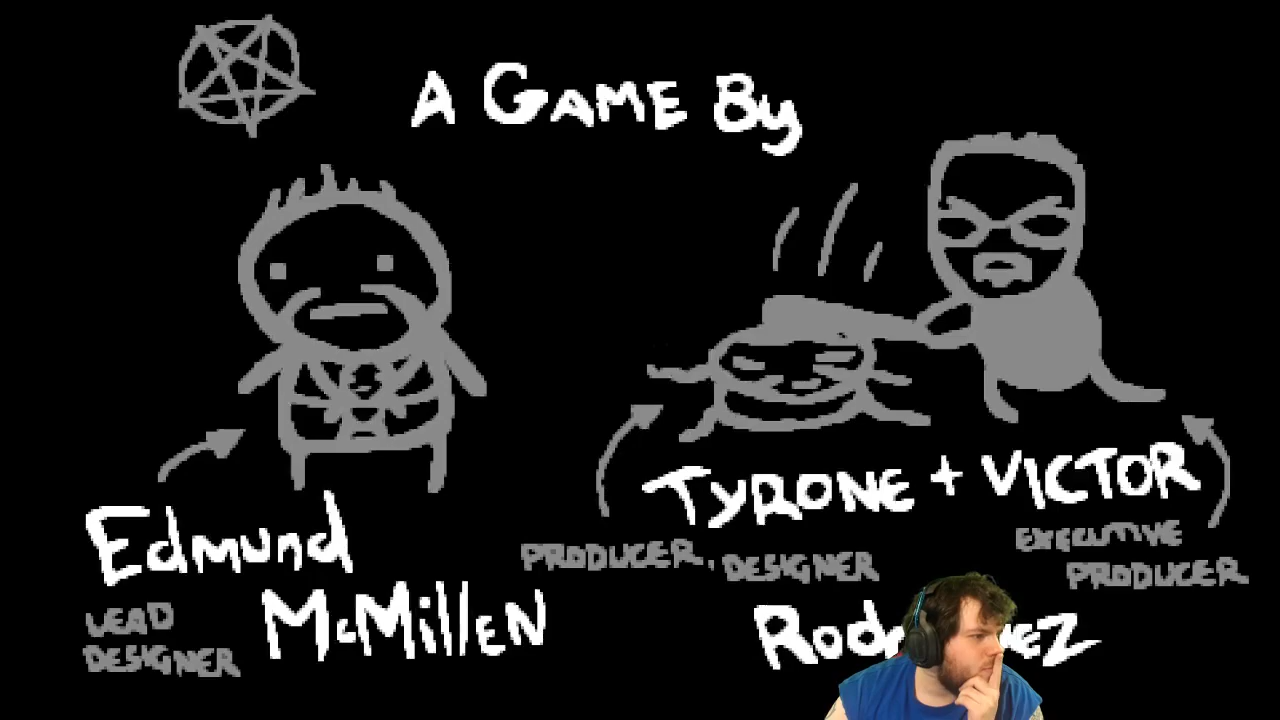 A GAME By
TYRONE + VICTOR
Edmund
PRODUCER, DESIGNER
EXECUTIVE
PRODUCER
McMillEN
LEAD
DESIGNER